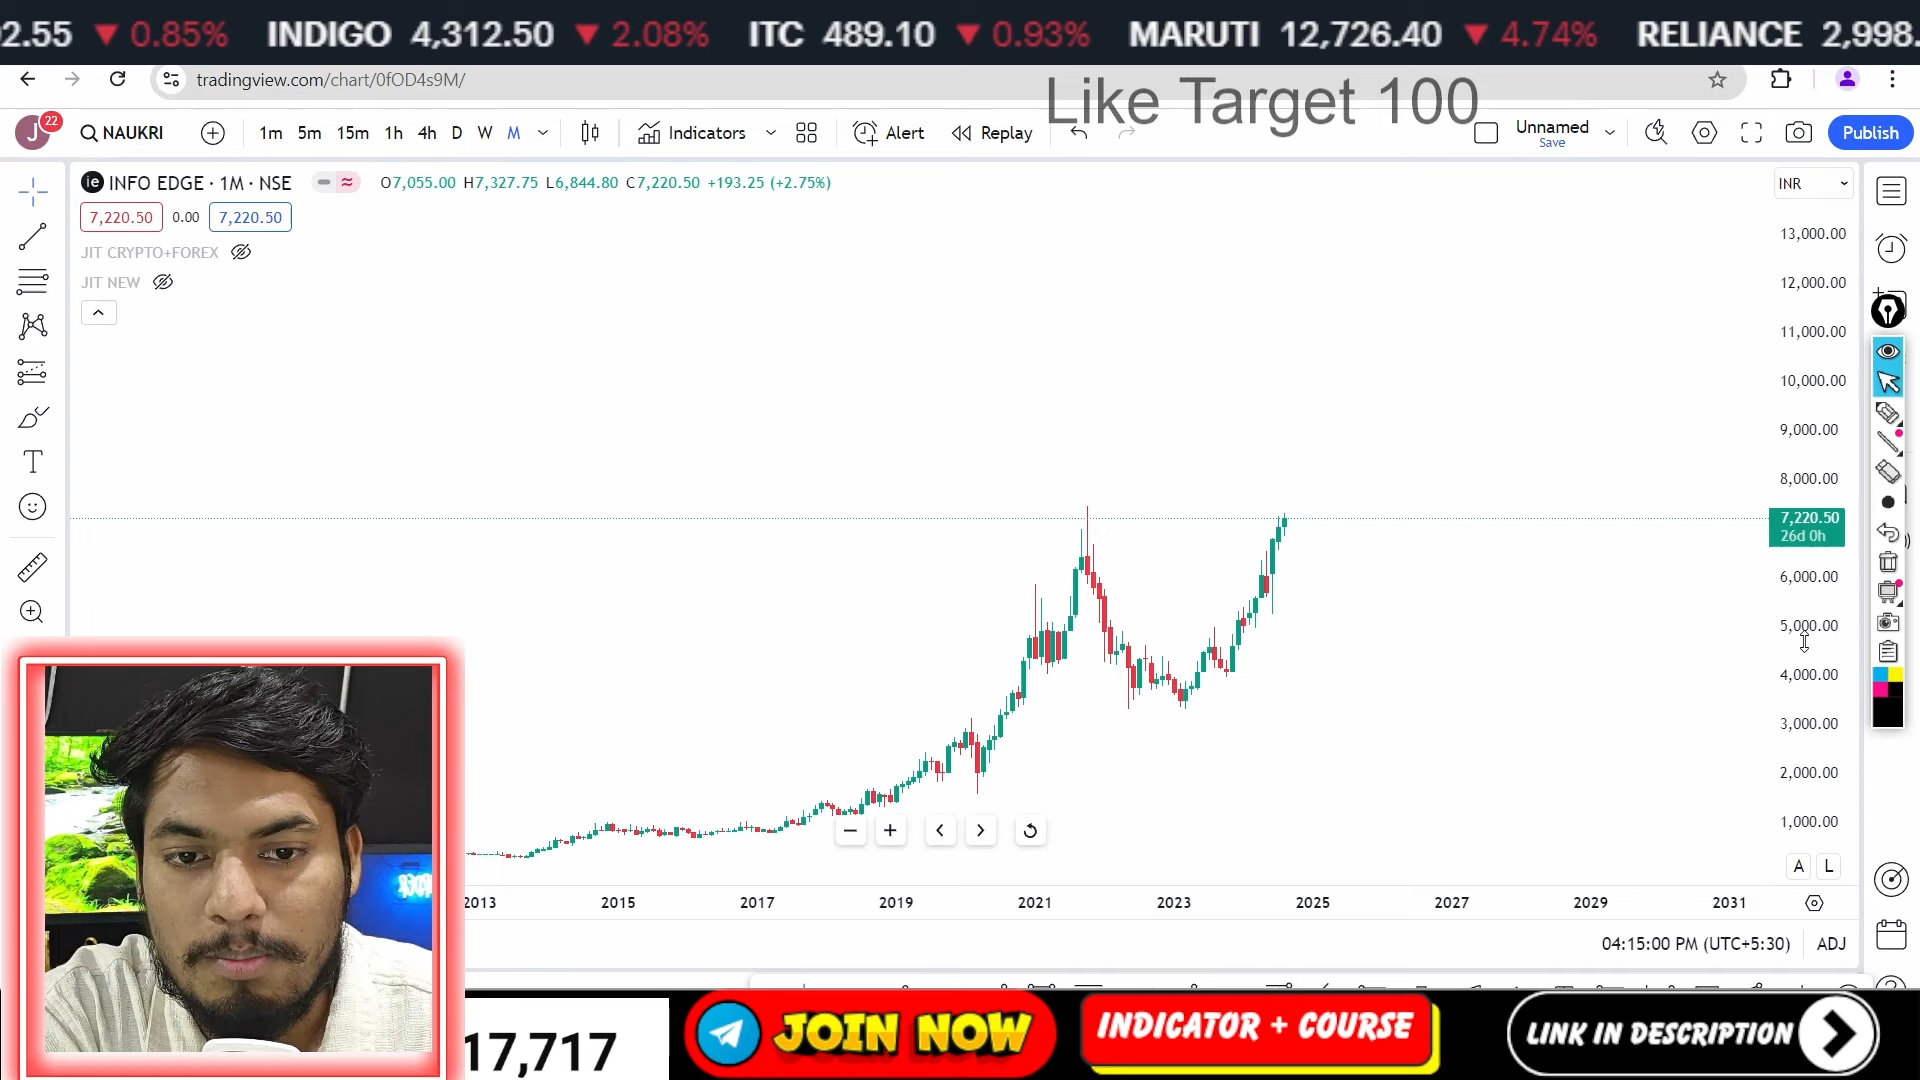 2.55 ▼ 0.85% INDIGO 4,312.50 ▼ 2.08% ITC 489.10 ▼ 0.93% MARUTI 12,726.40 ▼ 4.74% RELIANCE 2,998.
tradingview.com/chart/0fOD4s9M/
Like Target 100
J 22 NAUKRI 1m 5m 15m 1h 4h D W M Indicators Alert Replay Unnamed Publish
Save
ie INFO EDGE · 1M · NSE O7,055.00 H7,327.75 L6,844.80 C7,220.50 +193.25 (+2.75%) INR
7,220.50 0.00 7,220.50
JIT CRYPTO+FOREX
JIT NEW
13,000.00
12,000.00
11,000.00
10,000.00
9,000.00
8,000.00
7,220.50
26d 0h
6,000.00
5,000.00
4,000.00
3,000.00
2,000.00
1,000.00
A L
2013 2015 2017 2019 2021 2023 2025 2027 2029 2031
04:15:00 PM (UTC+5:30) ADJ
17,717 JOIN NOW INDICATOR + COURSE LINK IN DESCRIPTION